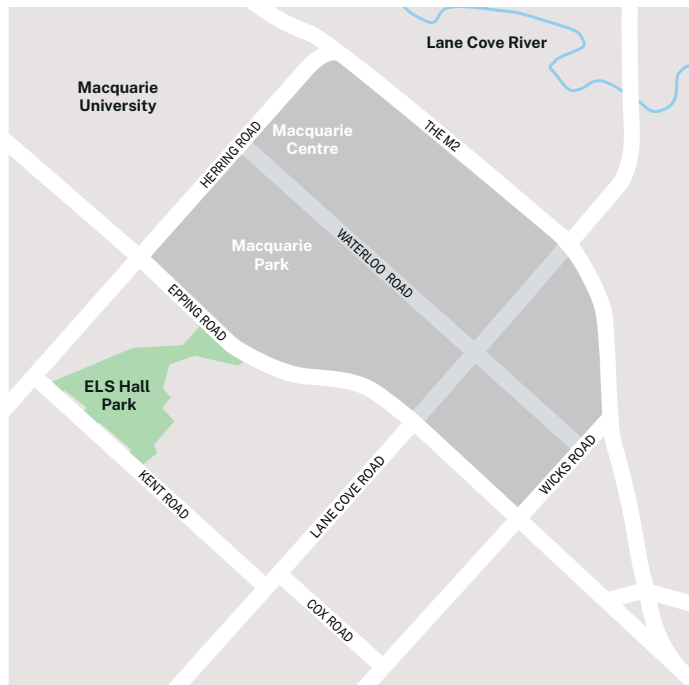 Lane Cove River
Macquarie
University
Macquarie
Centre
THE M2
HERRING ROAD
Macquarie
Park
WATERLOO ROAD
EPPING ROAD
ELS Hall
Park
KENT ROAD
LANE COVE ROAD
WICKS ROAD
COX ROAD